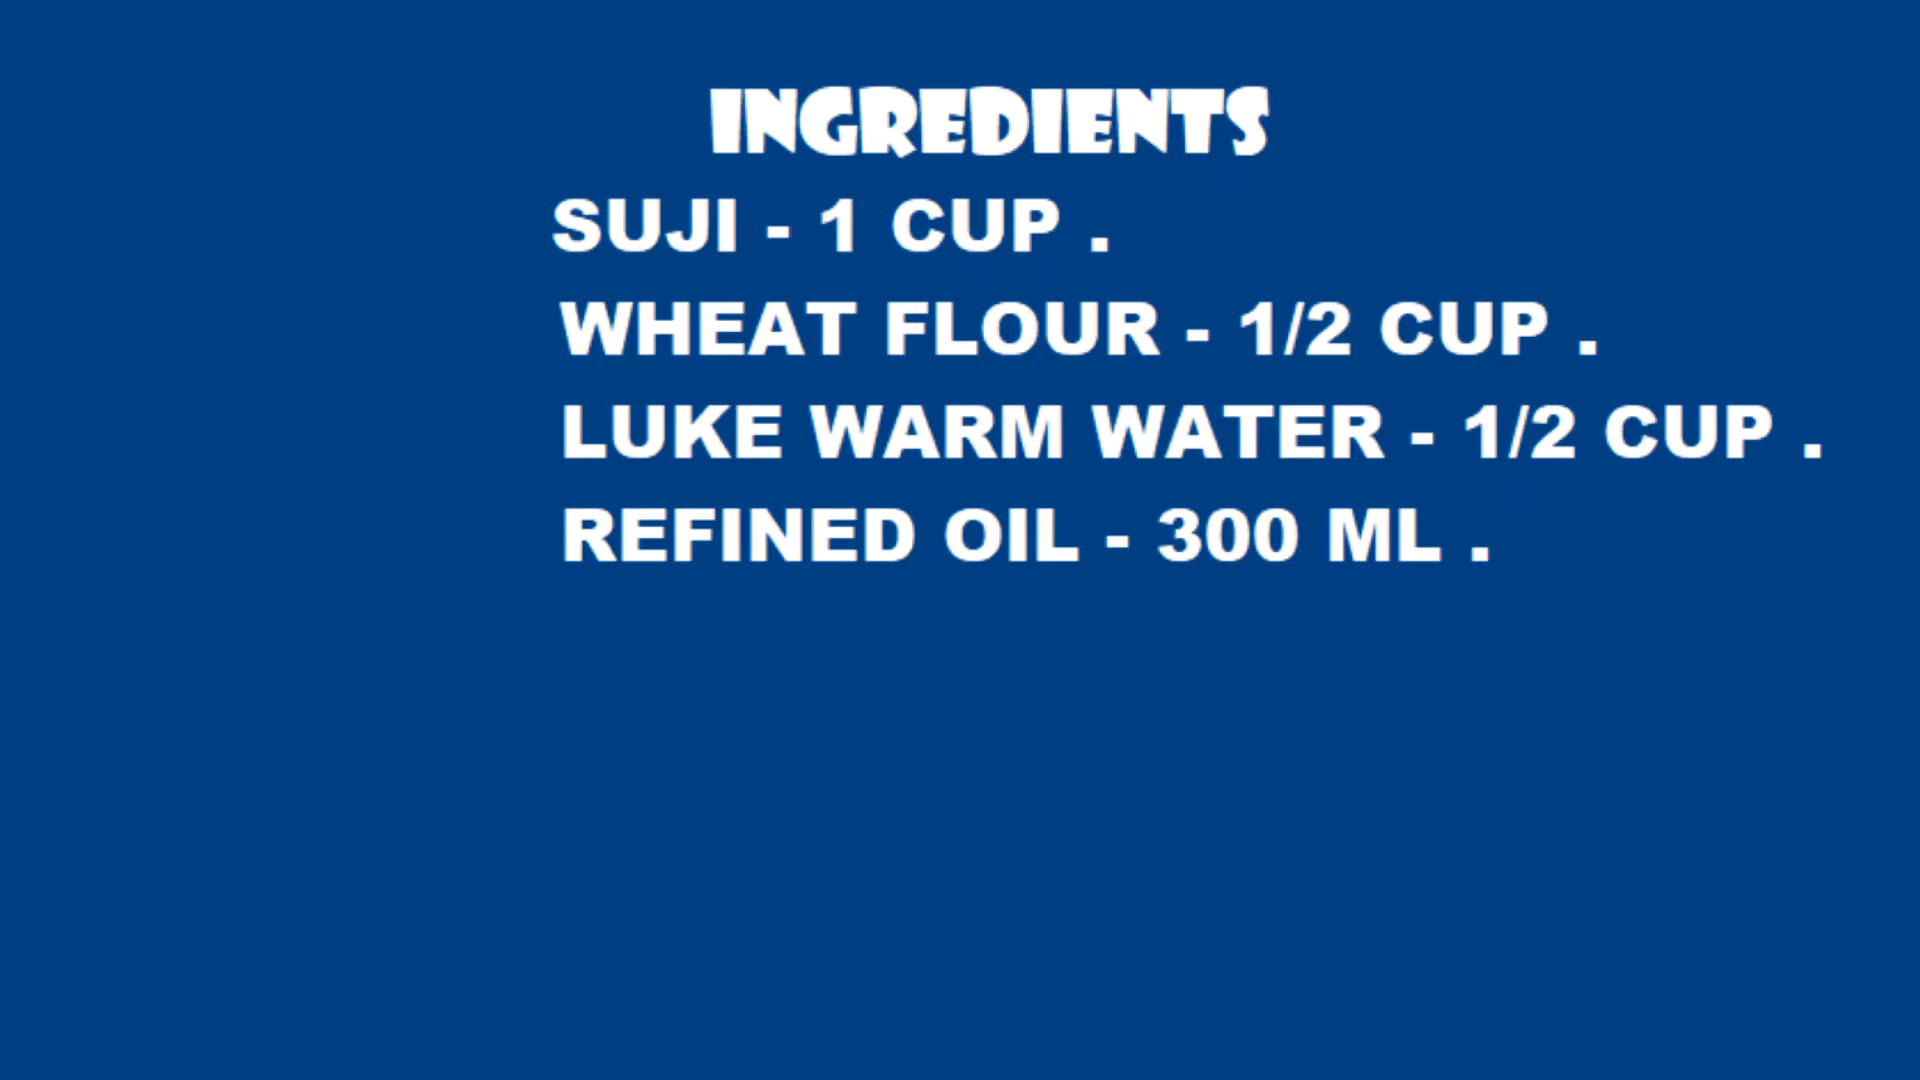 INGREDIENTS
SUJI - 1 CUP .
WHEAT FLOUR - 1/2 CUP .
LUKE WARM WATER - 1/2 CUP .
REFINED OIL - 300 ML .